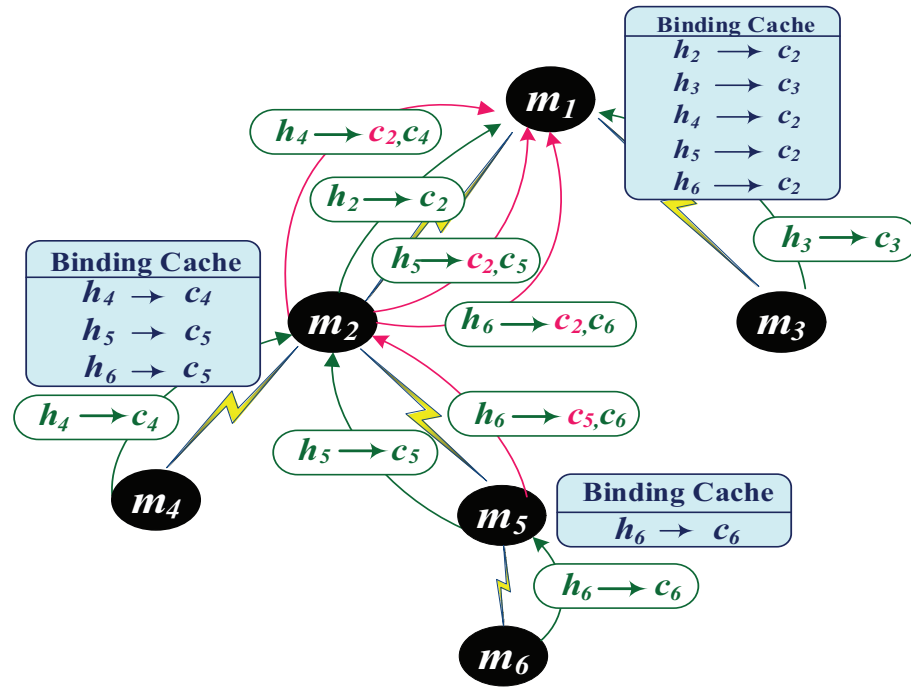 Binding Cache
h2 → c2
h3 → c3
h4 → c2
h5 → c2
h6 → c2
m1
h4 → c2,c4
h2 → c2
h3 → c3
h5 → c2,c5
h6 → c2,c6
Binding Cache
h4 → c4
h5 → c5
h6 → c5
m2
m3
h4 → c4
h6 → c5,c6
h5 → c5
m4
m5
Binding Cache
h6 → c6
h6 → c6
m6